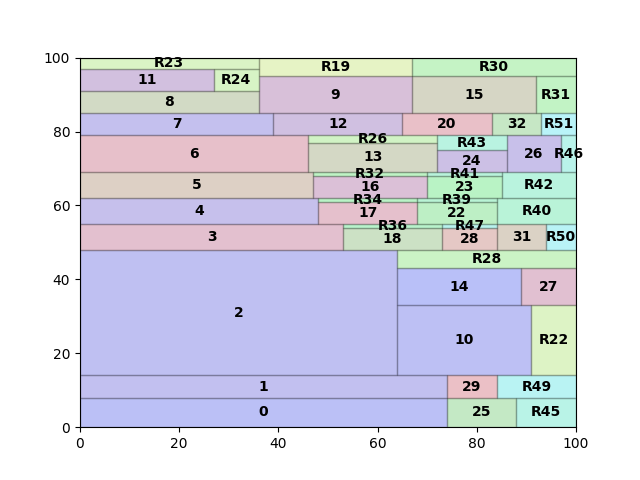 100
R23 R19 R30
11 R24 9 15 R31
8
80
7 12 20 32 R51
R26 R43
6 13 24 26 R46
R32 R41
5 16 23 R42
60
R34 R39
4 17 22 R40
R36 R47
3 18 28 31 R50
R28
40
14 27
2
10 R22
20
1 29 R49
0 25 R45
0
0 20 40 60 80 100